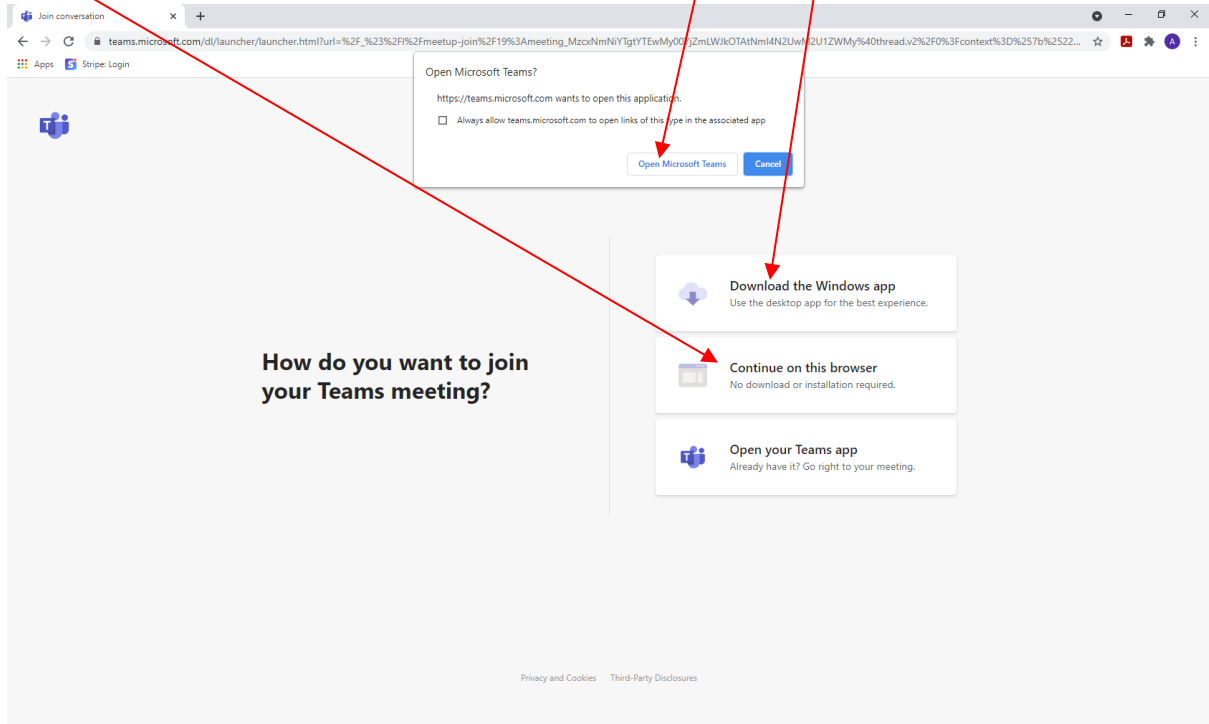 Join conversation
teams.microsoft.com/dl/launcher/launcher.html?url=%2F_%23%2Fl%2Fmeetup-join%2F19%3Ameeting_
Apps Stripe: Login
Open Microsoft Teams?
https://teams.microsoft.com wants to open this application.
Always allow teams.microsoft.com to open links of this type in the associated app
Open Microsoft Teams Cancel
Download the Windows app
Use the desktop app for the best experience.
How do you want to join
your Teams meeting?
Continue on this browser
No download or installation required.
Open your Teams app
Already have it? Go right to your meeting.
Privacy and Cookies Third-Party Disclosures